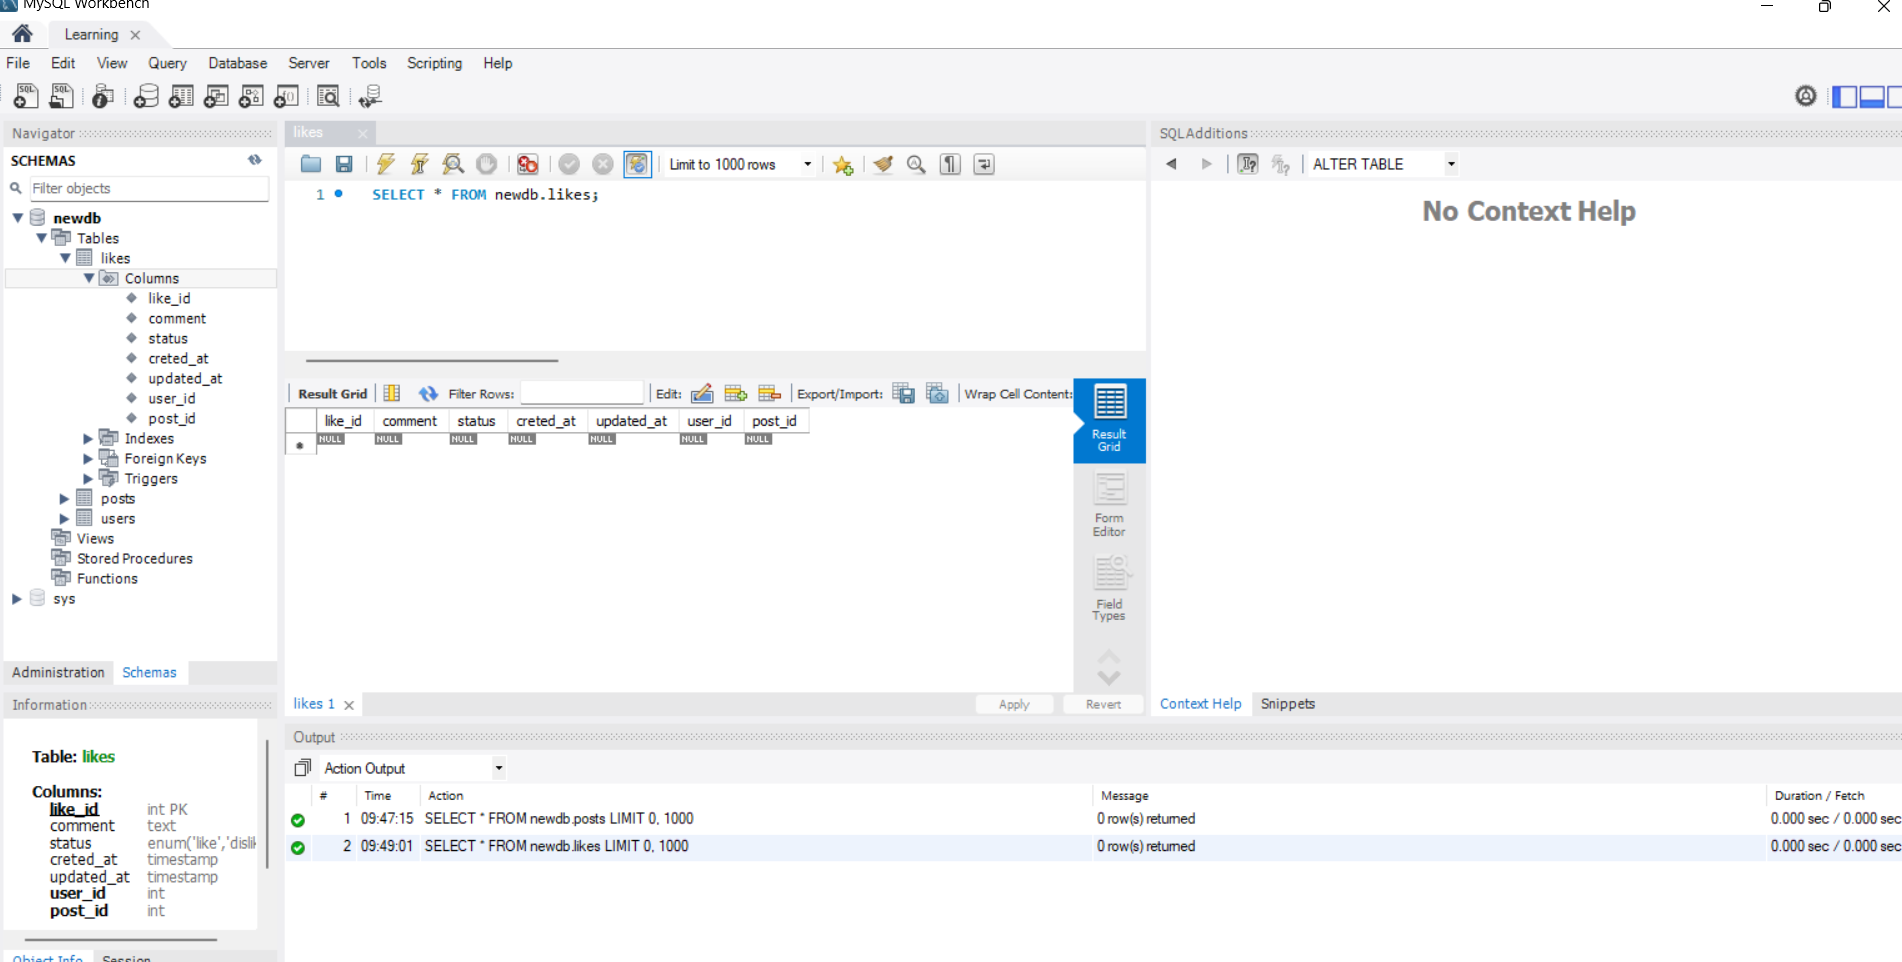 MySQL Workbench
Learning
File Edit View Query Database Server Tools Scripting Help
Navigator
SCHEMAS
Filter objects
newdb
Tables
likes
Columns
like_id
comment
status
creted_at
updated_at
user_id
post_id
Indexes
Foreign Keys
Triggers
posts
users
Views
Stored Procedures
Functions
sys
Administration Schemas
Information
Table: likes
Columns:
like_id int PK
comment text
status enum('like','disli
creted_at timestamp
updated_at timestamp
user_id int
post_id int
Object Info Session
likes
Limit to 1000 rows
1 SELECT * FROM newdb.likes;
Result Grid Filter Rows: Edit: Export/Import: Wrap Cell Content:
like_id comment status creted_at updated_at user_id post_id
NULL NULL NULL NULL NULL NULL NULL
Result
Grid
Form
Editor
Field
Types
likes 1 Apply Revert
SQLAdditions
ALTER TABLE
No Context Help
Context Help Snippets
Output
Action Output
# Time Action Message Duration / Fetch
1 09:47:15 SELECT * FROM newdb.posts LIMIT 0, 1000 0 row(s) returned 0.000 sec / 0.000 sec
2 09:49:01 SELECT * FROM newdb.likes LIMIT 0, 1000 0 row(s) returned 0.000 sec / 0.000 sec